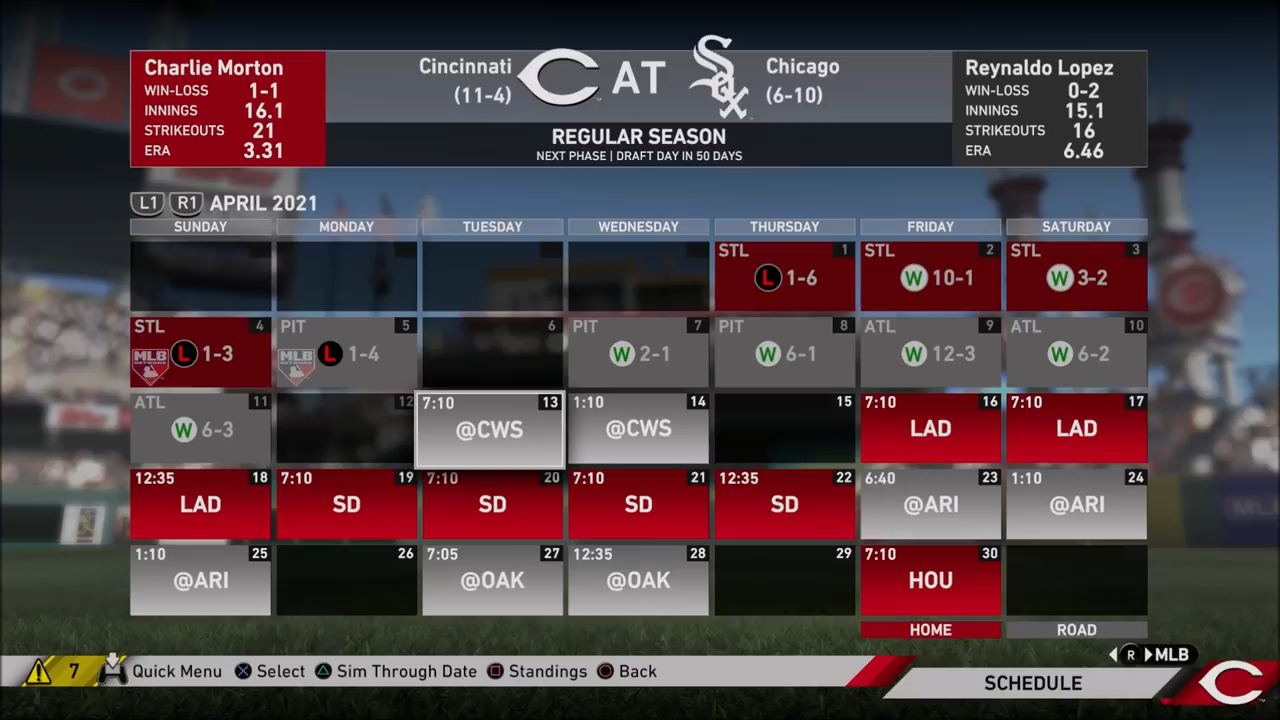 Charlie Morton
WIN-LOSS 1-1
INNINGS 16.1
STRIKEOUTS 21
ERA 3.31
Cincinnati
(11-4)
C AT Sox
Chicago
(6-10)
REGULAR SEASON
NEXT PHASE | DRAFT DAY IN 50 DAYS
Reynaldo Lopez
WIN-LOSS 0-2
INNINGS 15.1
STRIKEOUTS 16
ERA 6.46
L1 R1 APRIL 2021
SUNDAY MONDAY TUESDAY WEDNESDAY THURSDAY FRIDAY SATURDAY
STL 1 STL 2 STL 3
L 1-6 W 10-1 W 3-2
STL 4 PIT 5 6 PIT 7 PIT 8 ATL 9 ATL 10
MLB NETWORK L 1-3 MLB NETWORK L 1-4 W 2-1 W 6-1 W 12-3 W 6-2
ATL 11 12 7:10 13 1:10 14 15 7:10 16 7:10 17
W 6-3 @CWS @CWS LAD LAD
12:35 18 7:10 19 7:10 20 7:10 21 12:35 22 6:40 23 1:10 24
LAD SD SD SD SD @ARI @ARI
1:10 25 26 7:05 27 12:35 28 29 7:10 30
@ARI @OAK @OAK HOU
HOME ROAD
R MLB
7 Quick Menu Select Sim Through Date Standings Back
SCHEDULE C